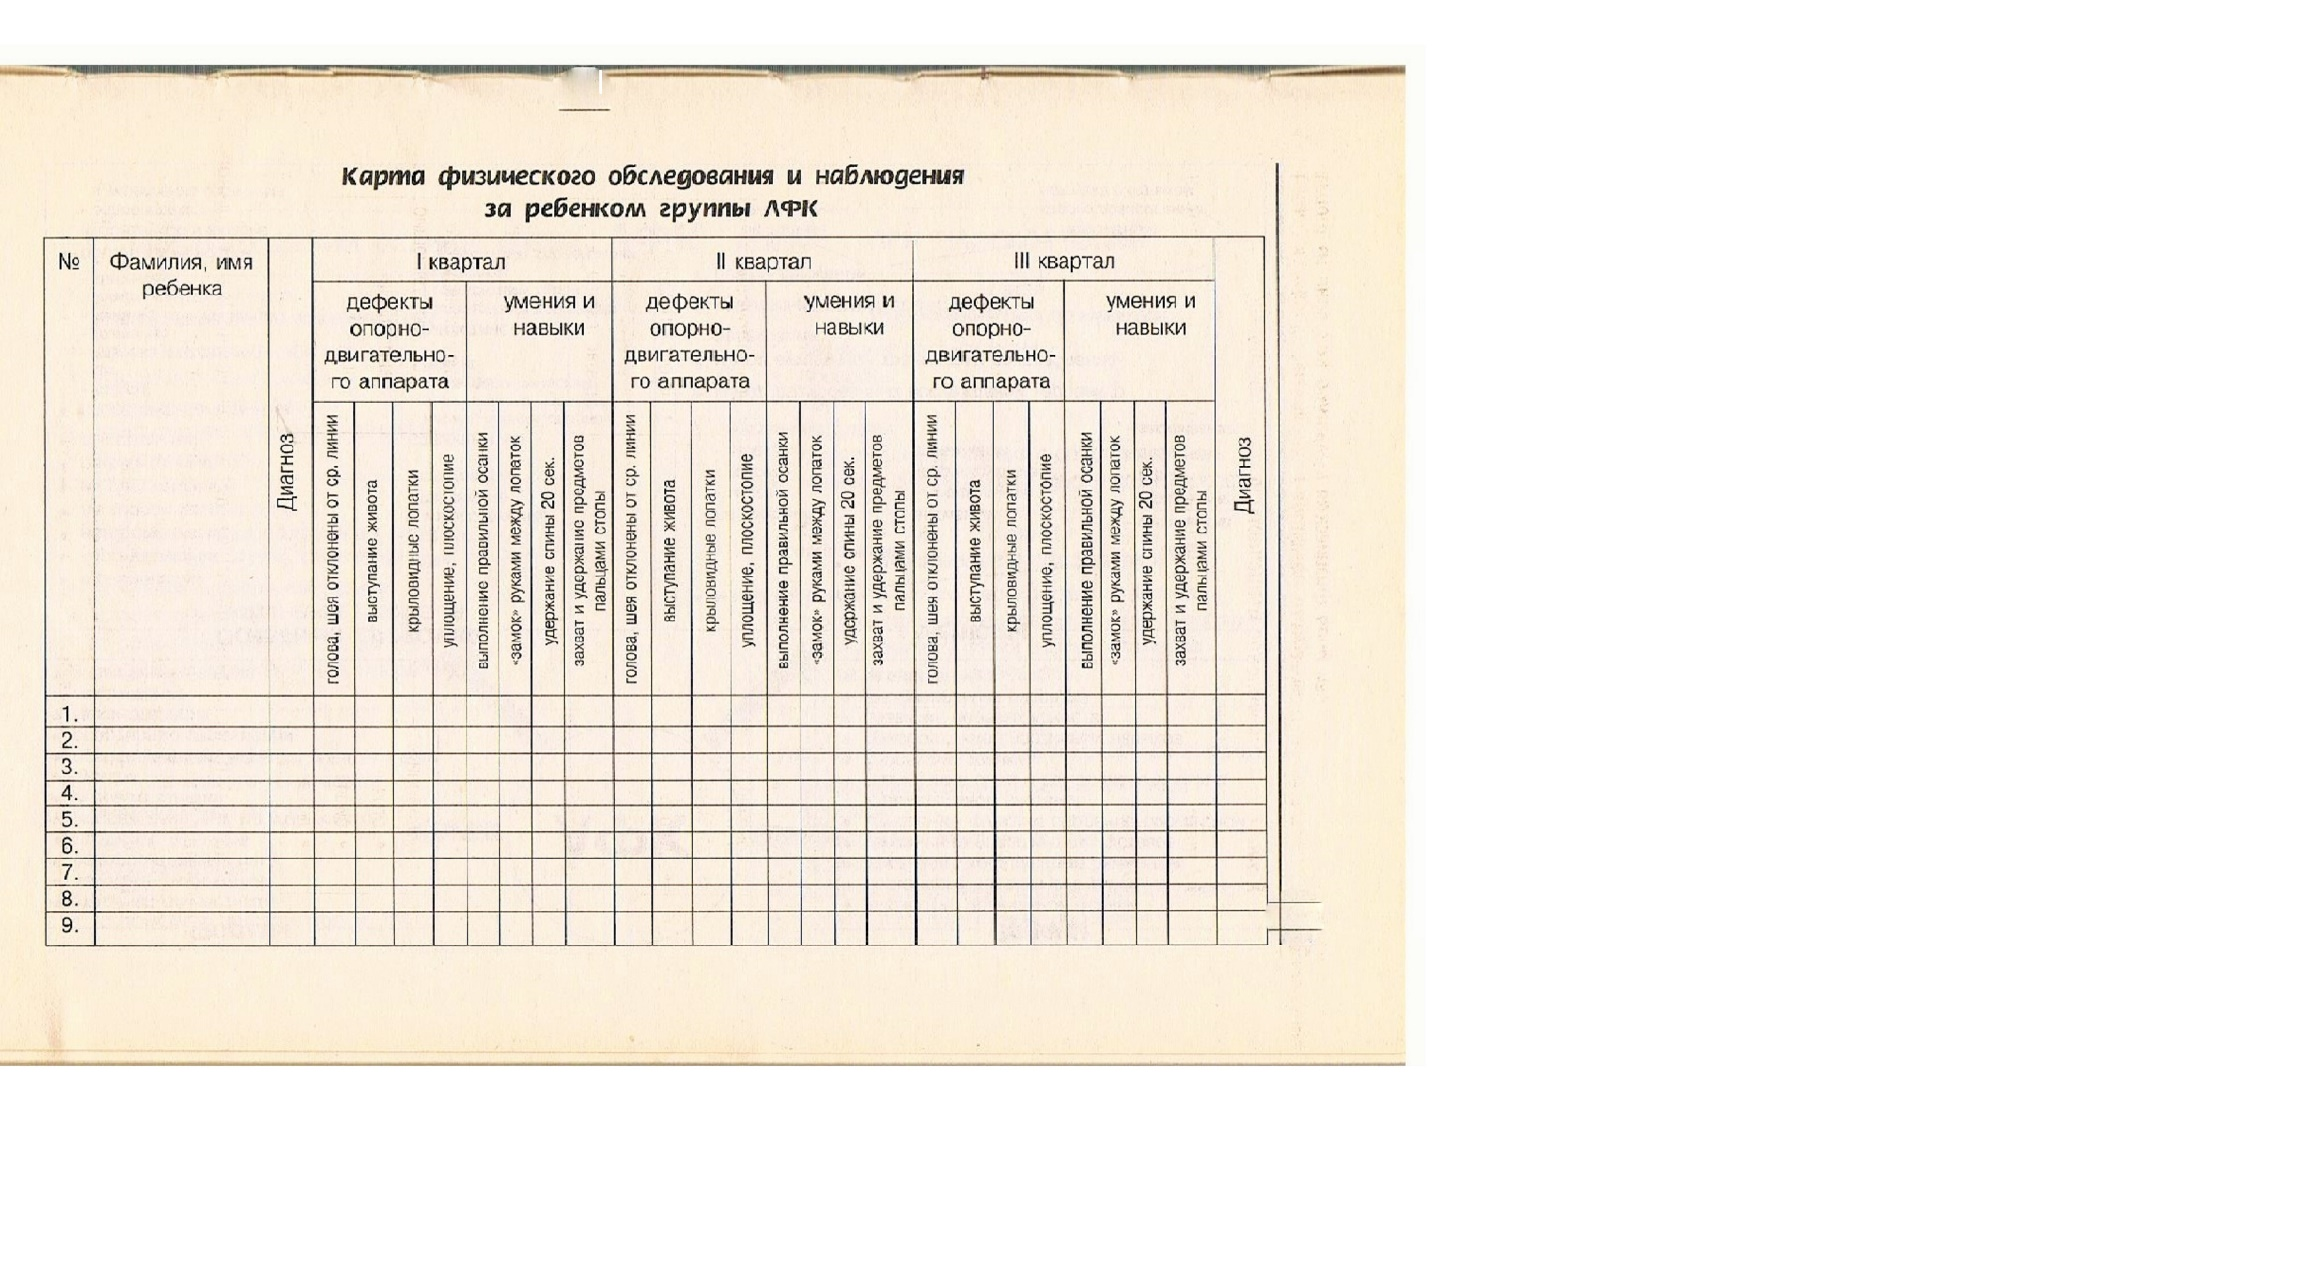 Карта физического обследования и наблюдения
за ребенком группы ЛФК
№
Фамилия, имя
ребенка
Диагноз
I квартал
II квартал
III квартал
дефекты
опорно-
двигательно-
го аппарата
умения и
навыки
дефекты
опорно-
двигательно-
го аппарата
умения и
навыки
дефекты
опорно-
двигательно-
го аппарата
умения и
навыки
голова, шея отклонены от ср. линии
выступание живота
крыловидные лопатки
уплощение, плоскостопие
выполнение правильной осанки
«замок» руками между лопаток
удержание спины 20 сек.
захват и удержание предметов
пальцами стопы
голова, шея отклонены от ср. линии
выступание живота
крыловидные лопатки
уплощение, плоскостопие
выполнение правильной осанки
«замок» руками между лопаток
удержание спины 20 сек.
захват и удержание предметов
пальцами стопы
голова, шея отклонены от ср. линии
выступание живота
крыловидные лопатки
уплощение, плоскостопие
выполнение правильной осанки
«замок» руками между лопаток
удержание спины 20 сек.
захват и удержание предметов
пальцами стопы
Диагноз
1.
2.
3.
4.
5.
6.
7.
8.
9.